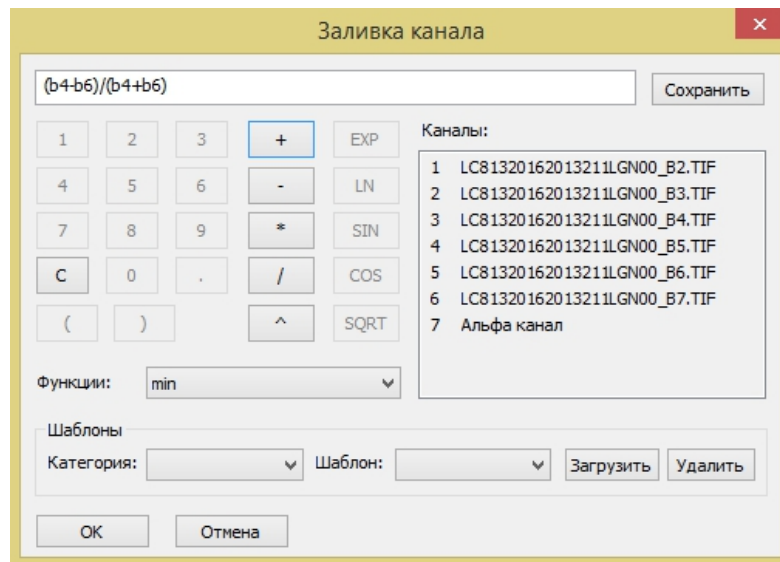 Заливка канала
(b4-b6)/(b4+b6)
Сохранить
1 2 3 + EXP
4 5 6 - LN
7 8 9 * SIN
C 0 . / COS
( ) ^ SQRT
Каналы:
1 LC81320162013211LGN00_B2.TIF
2 LC81320162013211LGN00_B3.TIF
3 LC81320162013211LGN00_B4.TIF
4 LC81320162013211LGN00_B5.TIF
5 LC81320162013211LGN00_B6.TIF
6 LC81320162013211LGN00_B7.TIF
7 Альфа канал
Функции: min
Шаблоны
Категория: Шаблон: Загрузить Удалить
OK Отмена